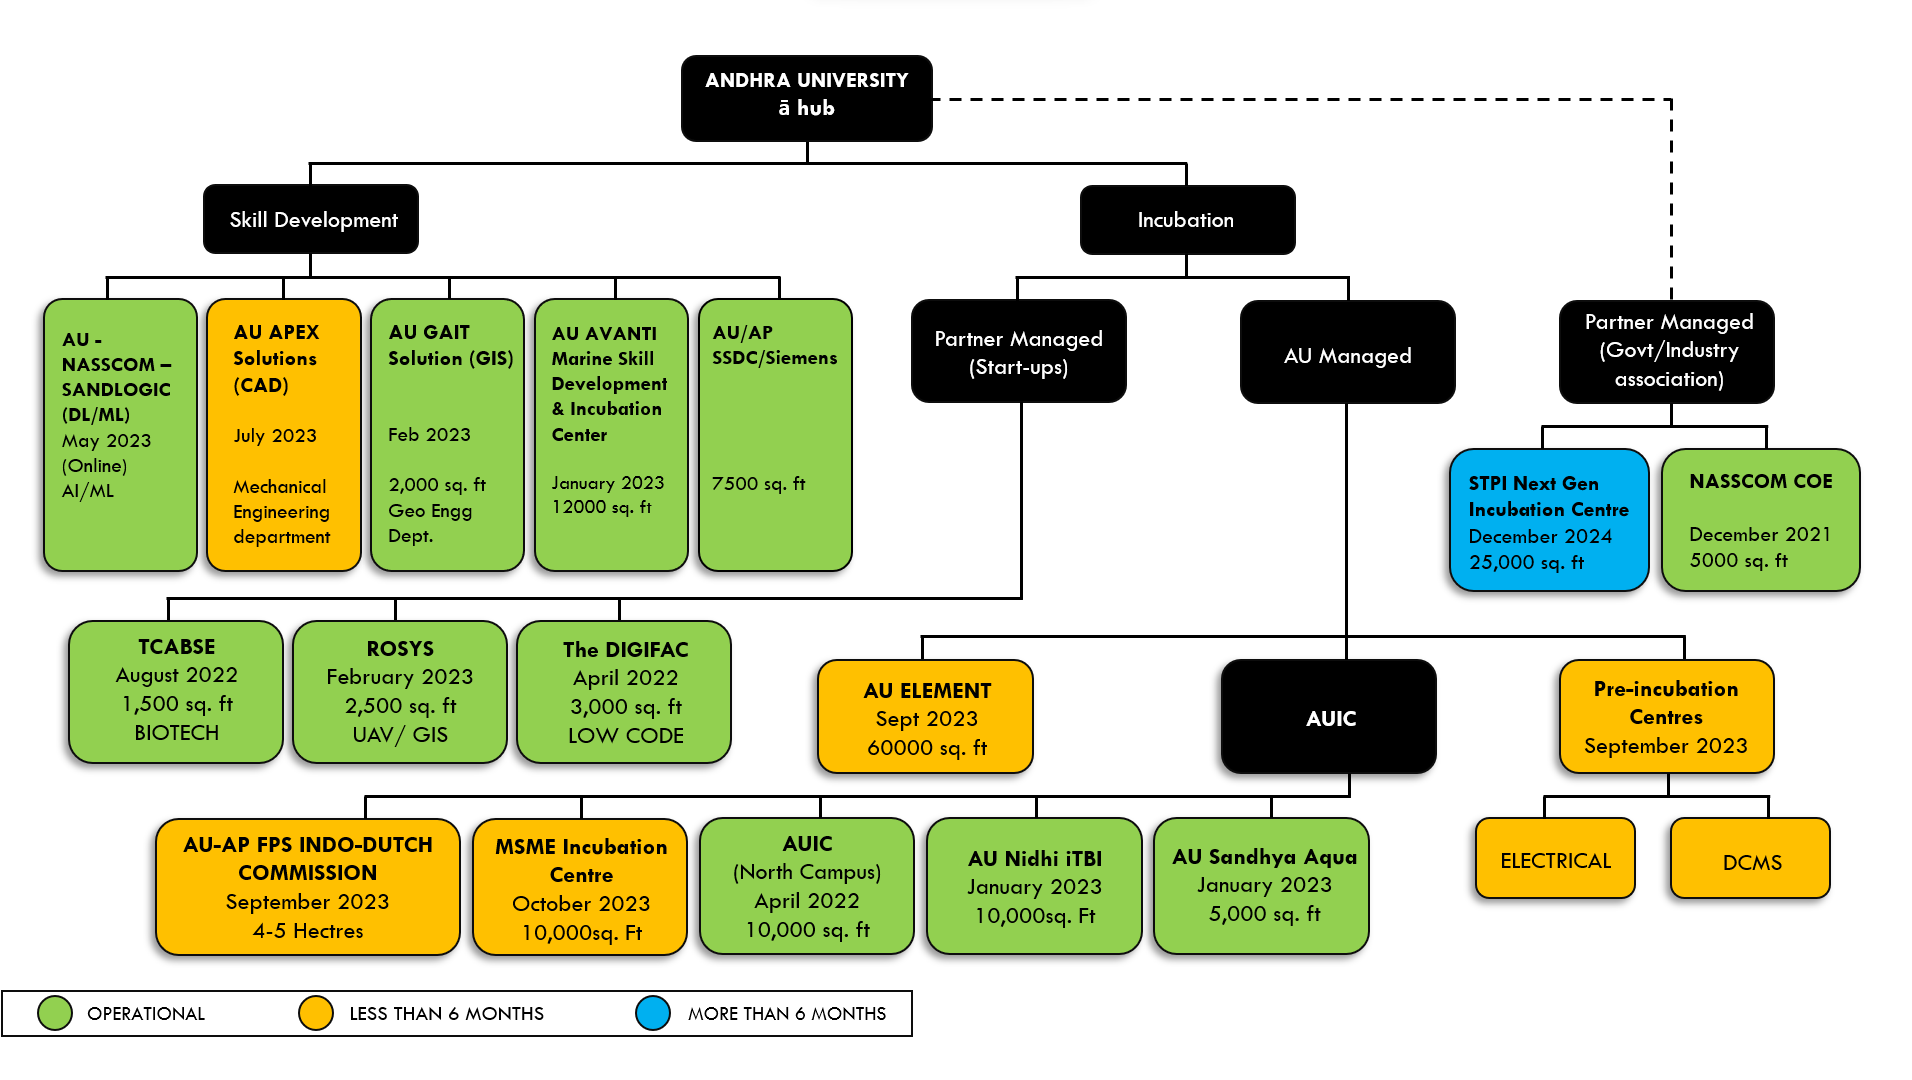 ANDHRA UNIVERSITY
ā hub
Skill Development
Incubation
AU -
NASSCOM –
SANDLOGIC
(DL/ML)
May 2023
(Online)
AI/ML
AU APEX
Solutions
(CAD)
July 2023
Mechanical
Engineering
department
AU GAIT
Solution (GIS)
Feb 2023
2,000 sq. ft
Geo Engg
Dept.
AU AVANTI
Marine Skill
Development
& Incubation
Center
January 2023
12000 sq. ft
AU/AP
SSDC/Siemens
7500 sq. ft
Partner Managed
(Start-ups)
AU Managed
Partner Managed
(Govt/Industry
association)
STPI Next Gen
Incubation Centre
December 2024
25,000 sq. ft
NASSCOM COE
December 2021
5000 sq. ft
TCABSE
August 2022
1,500 sq. ft
BIOTECH
ROSYS
February 2023
2,500 sq. ft
UAV/ GIS
The DIGIFAC
April 2022
3,000 sq. ft
LOW CODE
AU ELEMENT
Sept 2023
60000 sq. ft
AUIC
Pre-incubation
Centres
September 2023
AU-AP FPS INDO-DUTCH
COMMISSION
September 2023
4-5 Hectres
MSME Incubation
Centre
October 2023
10,000sq. Ft
AUIC
(North Campus)
April 2022
10,000 sq. ft
AU Nidhi iTBI
January 2023
10,000sq. Ft
AU Sandhya Aqua
January 2023
5,000 sq. ft
ELECTRICAL
DCMS
OPERATIONAL
LESS THAN 6 MONTHS
MORE THAN 6 MONTHS